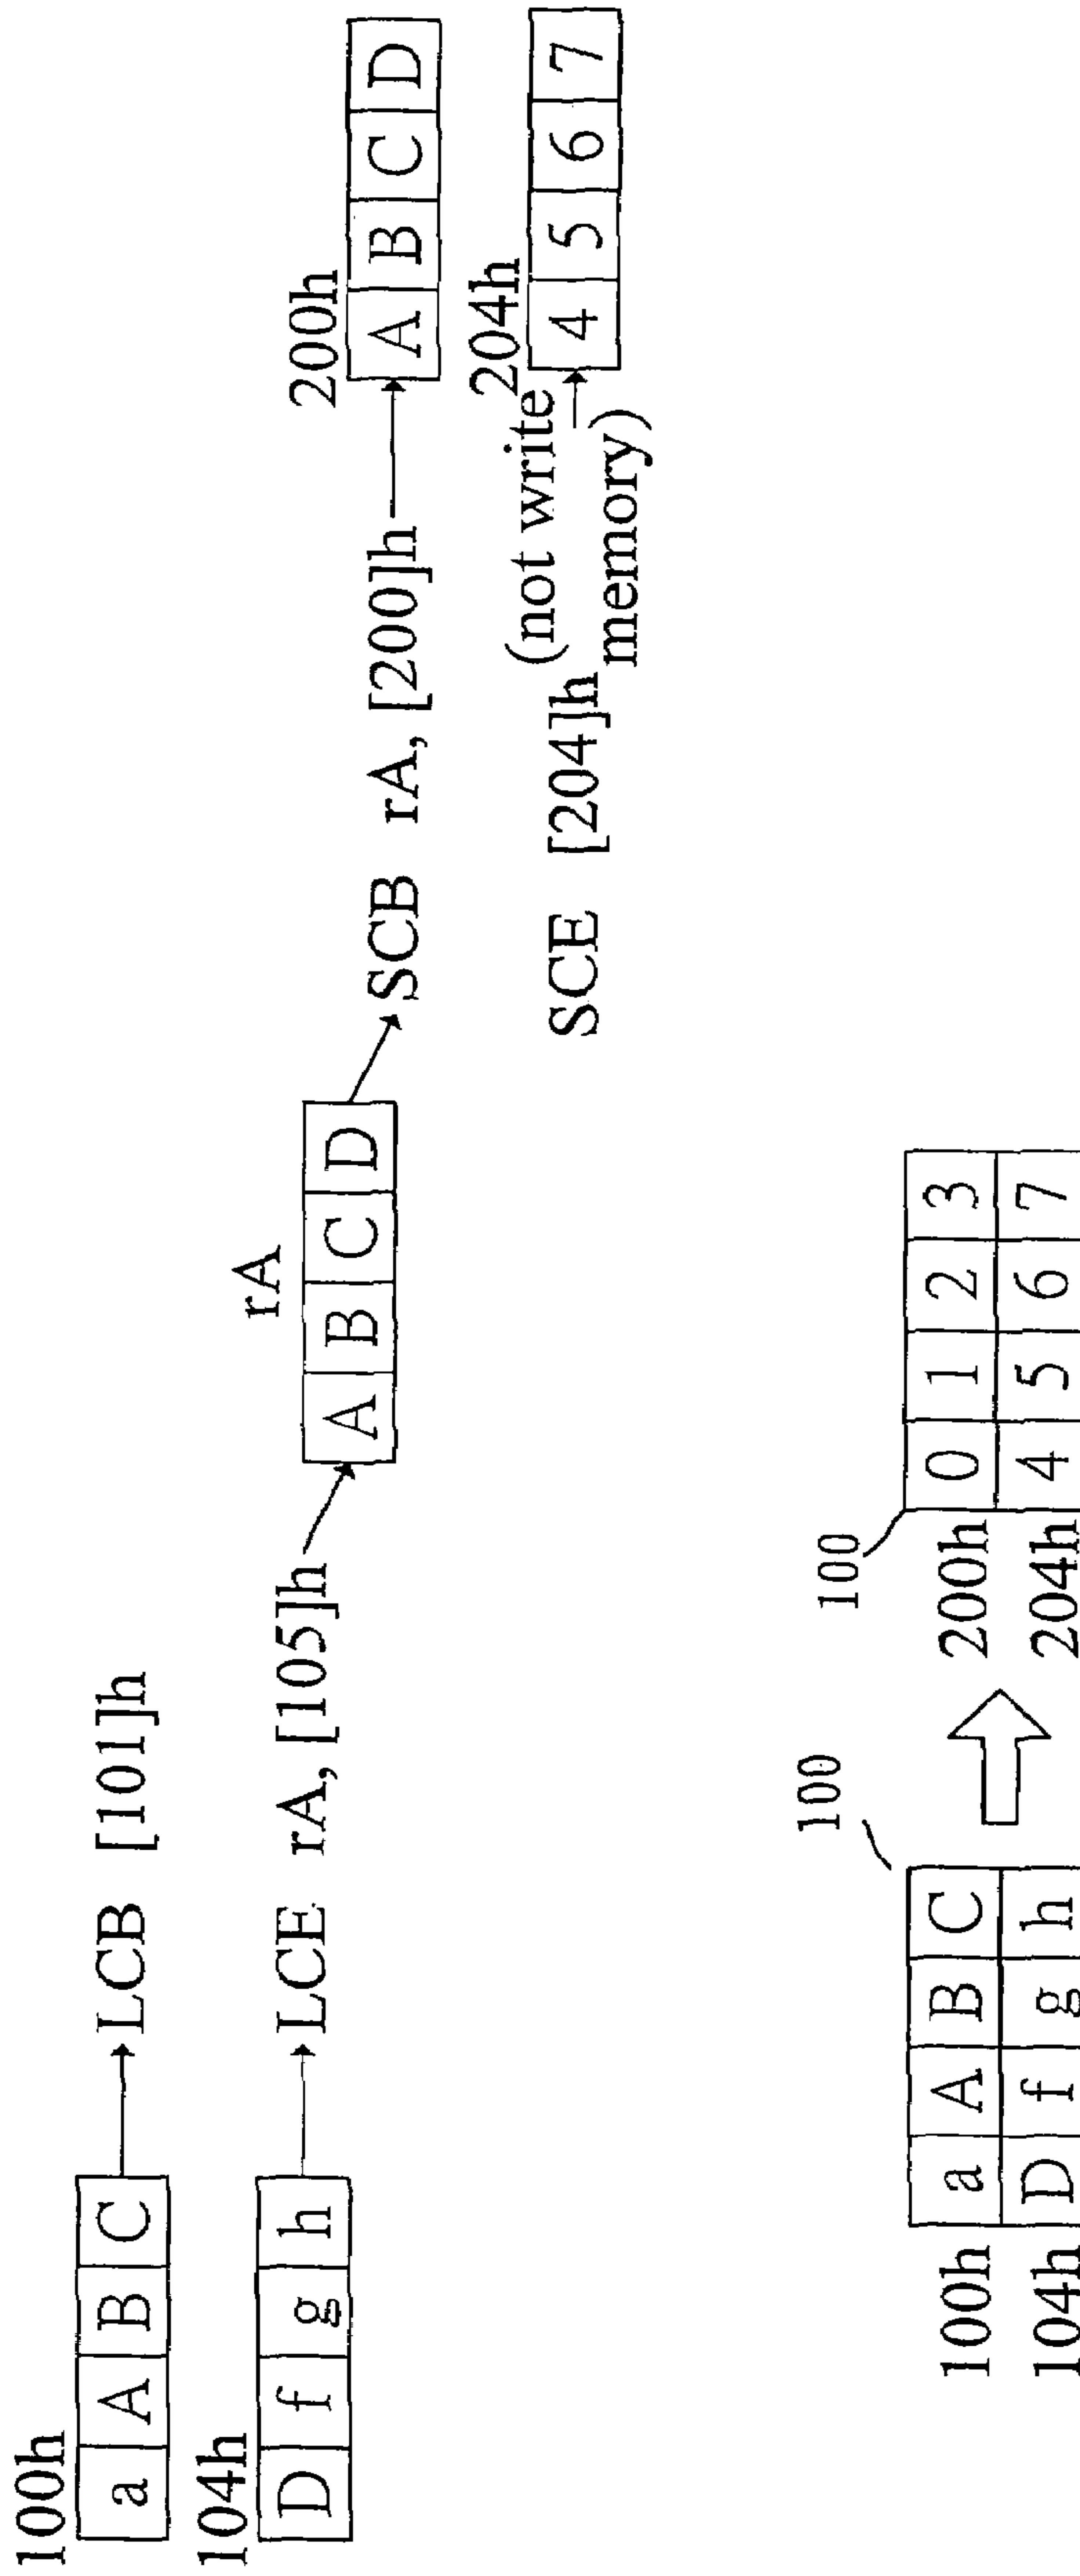 100h
a A B C
LCB [101]h
104h
D f g h
LCE rA, [105]h
rA
A B C D
SCB rA, [200]h
200h
A B C D
SCE [204]h
(not write
memory)
204h
4 5 6 7
100
100h a A B C
104h D f g h
100
200h 0 1 2 3
204h 4 5 6 7